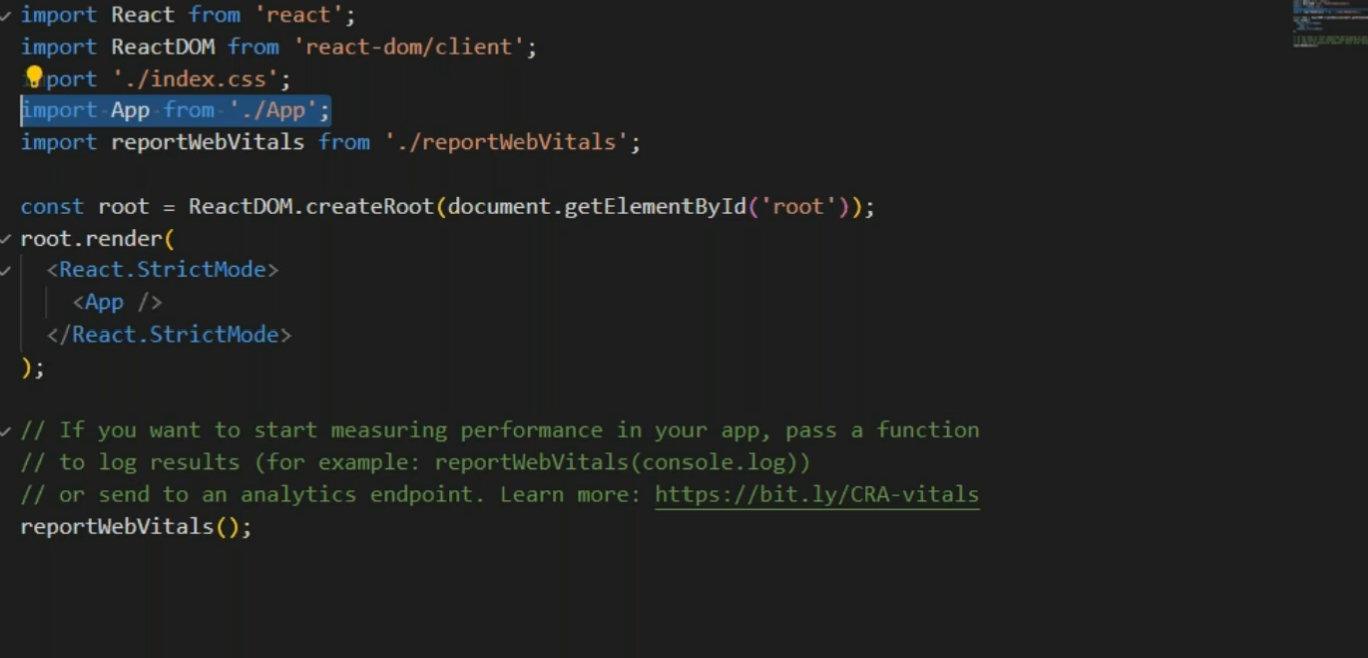 import React from 'react';
import ReactDOM from 'react-dom/client';
port './index.css';
import App from './App';
import reportWebVitals from './reportWebVitals';
const root = ReactDOM.createRoot(document.getElementById('root'));
root.render(
<React.StrictMode>
<App />
</React.StrictMode>
);
// If you want to start measuring performance in your app, pass a function
// to log results (for example: reportWebVitals(console.log))
// or send to an analytics endpoint. Learn more: https://bit.ly/CRA-vitals
reportWebVitals();